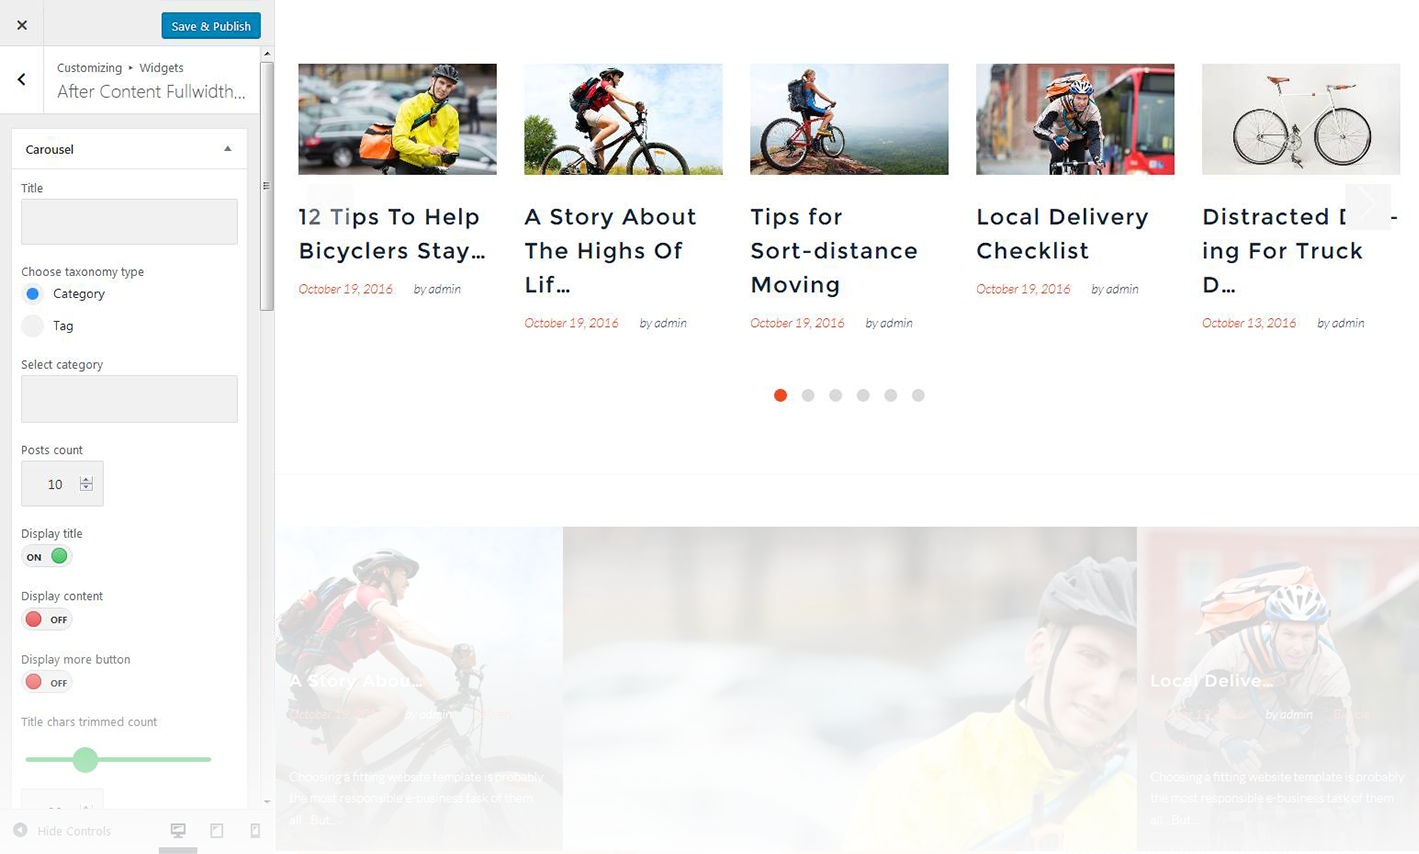 Save & Publish
Customizing ▸ Widgets
After Content Fullwidth...
Carousel
Title
Choose taxonomy type
Category
Tag
Select category
Posts count
10
Display title
ON
Display content
OFF
Display more button
OFF
Title chars trimmed count
Hide Controls
12 Tips To Help
Bicyclers Stay...
October 19, 2016 by admin
A Story About
The Highs Of
Lif...
October 19, 2016 by admin
Tips for
Sort-distance
Moving
October 19, 2016 by admin
Local Delivery
Checklist
October 19, 2016 by admin
Distracted
ing For Truck
D...
October 13, 2016 by admin
A Story Abou...
by admin
Choosing a fitting website template is probably
the most responsible e-business task of them
all. But...
Local Delive...
by admin
Choosing a fitting website template is probably
the most responsible e-business task of them
all. But...